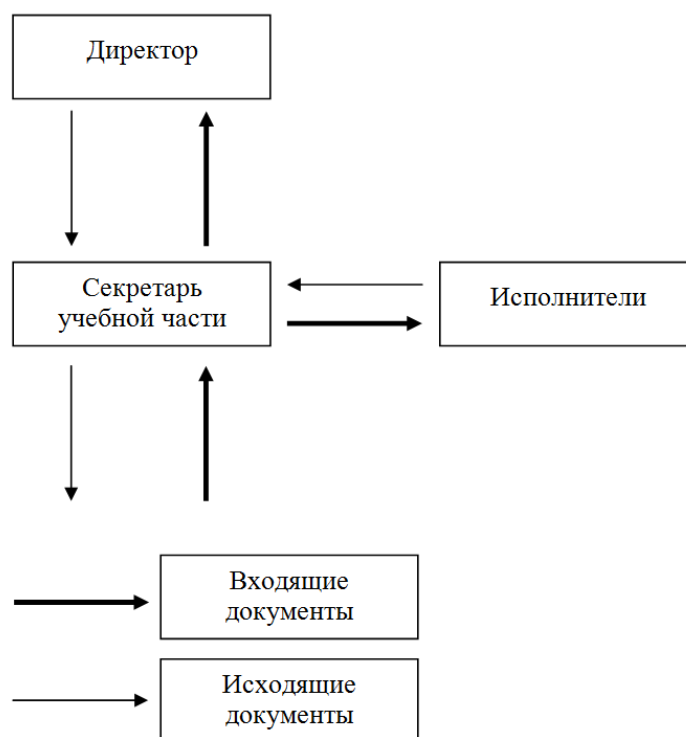 Директор
Секретарь
учебной части
Исполнители
Входящие
документы
Исходящие
документы